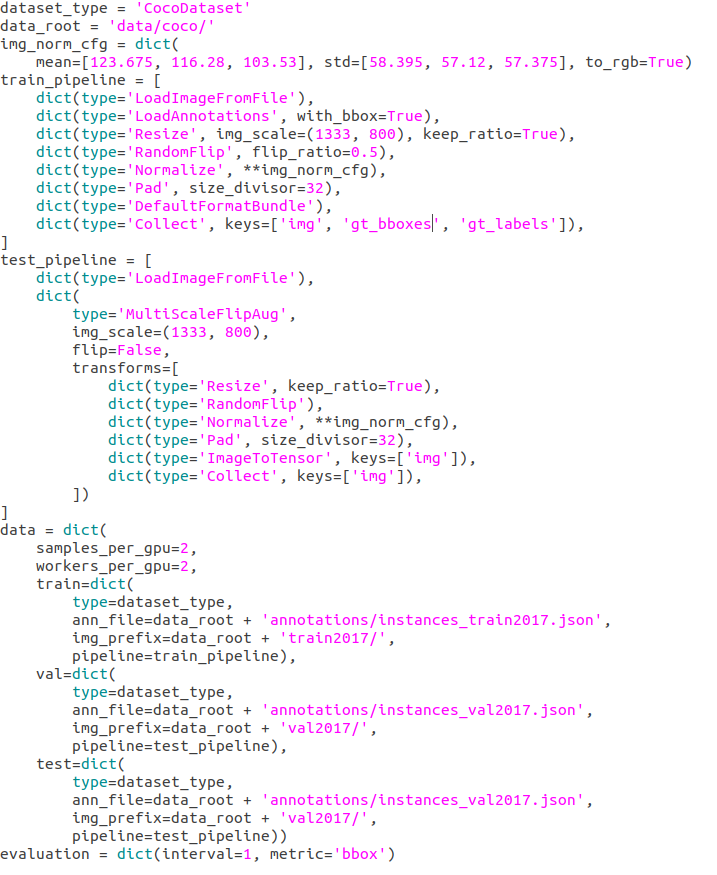 dataset_type = 'CocoDataset'
data_root = 'data/coco/'
img_norm_cfg = dict(
    mean=[123.675, 116.28, 103.53], std=[58.395, 57.12, 57.375], to_rgb=True)
train_pipeline = [
    dict(type='LoadImageFromFile'),
    dict(type='LoadAnnotations', with_bbox=True),
    dict(type='Resize', img_scale=(1333, 800), keep_ratio=True),
    dict(type='RandomFlip', flip_ratio=0.5),
    dict(type='Normalize', **img_norm_cfg),
    dict(type='Pad', size_divisor=32),
    dict(type='DefaultFormatBundle'),
    dict(type='Collect', keys=['img', 'gt_bboxes', 'gt_labels']),
]
test_pipeline = [
    dict(type='LoadImageFromFile'),
    dict(
        type='MultiScaleFlipAug',
        img_scale=(1333, 800),
        flip=False,
        transforms=[
            dict(type='Resize', keep_ratio=True),
            dict(type='RandomFlip'),
            dict(type='Normalize', **img_norm_cfg),
            dict(type='Pad', size_divisor=32),
            dict(type='ImageToTensor', keys=['img']),
            dict(type='Collect', keys=['img']),
        ])
]
data = dict(
    samples_per_gpu=2,
    workers_per_gpu=2,
    train=dict(
        type=dataset_type,
        ann_file=data_root + 'annotations/instances_train2017.json',
        img_prefix=data_root + 'train2017/',
        pipeline=train_pipeline),
    val=dict(
        type=dataset_type,
        ann_file=data_root + 'annotations/instances_val2017.json',
        img_prefix=data_root + 'val2017/',
        pipeline=test_pipeline),
    test=dict(
        type=dataset_type,
        ann_file=data_root + 'annotations/instances_val2017.json',
        img_prefix=data_root + 'val2017/',
        pipeline=test_pipeline))
evaluation = dict(interval=1, metric='bbox')